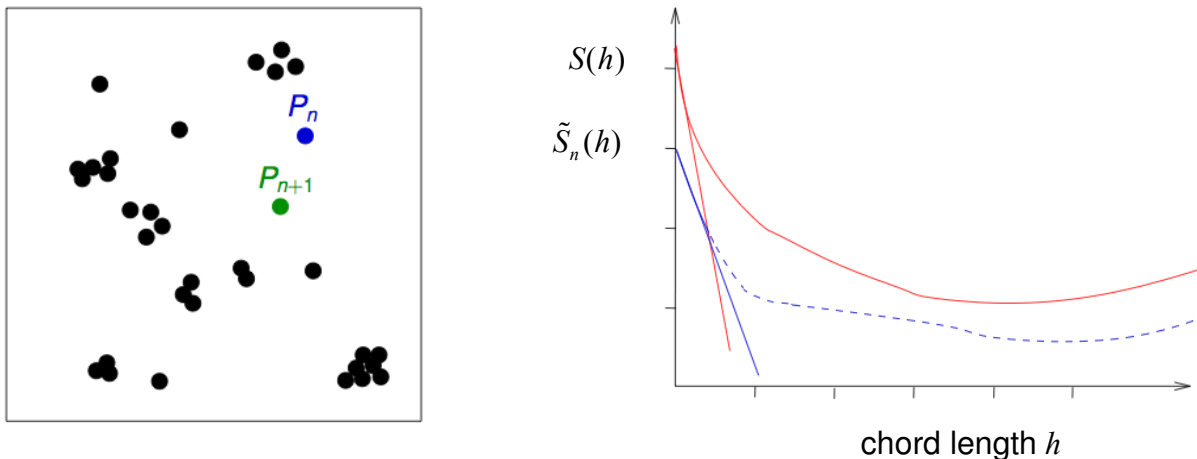 P_n
P_{n+1}
S(h)
S̃_n(h)
chord length h